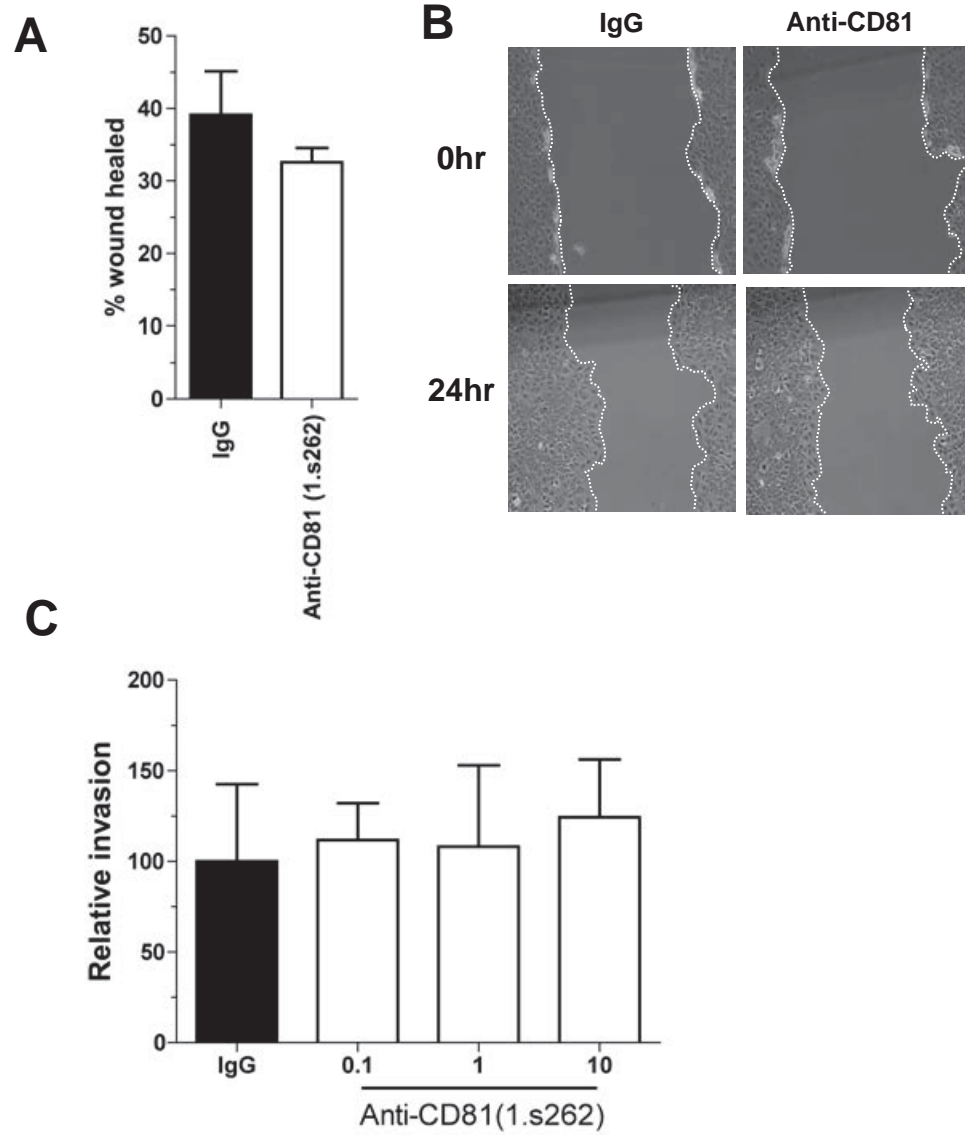 A
50
40
30
20
10
0
% wound healed
IgG
Anti-CD81 (1.s262)
B
IgG
Anti-CD81
0hr
24hr
C
200
150
100
50
0
Relative invasion
IgG
0.1
1
10
Anti-CD81(1.s262)